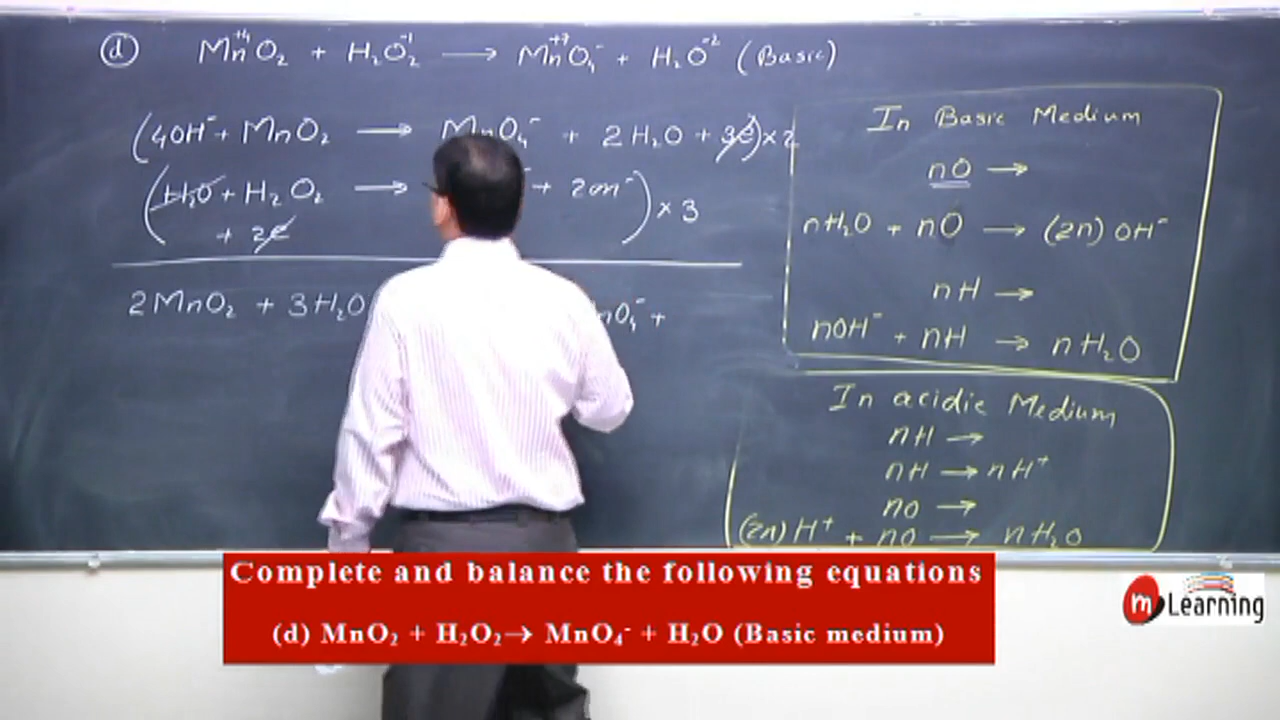 (d) Mn⁺⁴O₂ + H₂O₂⁻¹ → Mn⁺⁷O₄⁻ + H₂O⁻² (Basic)
(4OH⁻ + MnO₂ → MnO₄⁻ + 2H₂O + 3e) × 2
(H₂O + H₂O₂ → + 2OH⁻) × 3
+ 2e
2MnO₂ + 3H₂O nO₄⁻ +
In Basic Medium
nO →
nH₂O + nO → (2n) OH⁻
nH →
nOH⁻ + nH → nH₂O
In acidic Medium
nH →
nH → nH⁺
nO →
(2n) H⁺ + nO → nH₂O
Complete and balance the following equations
(d) MnO₂ + H₂O₂→ MnO₄⁻ + H₂O (Basic medium)
m Learning